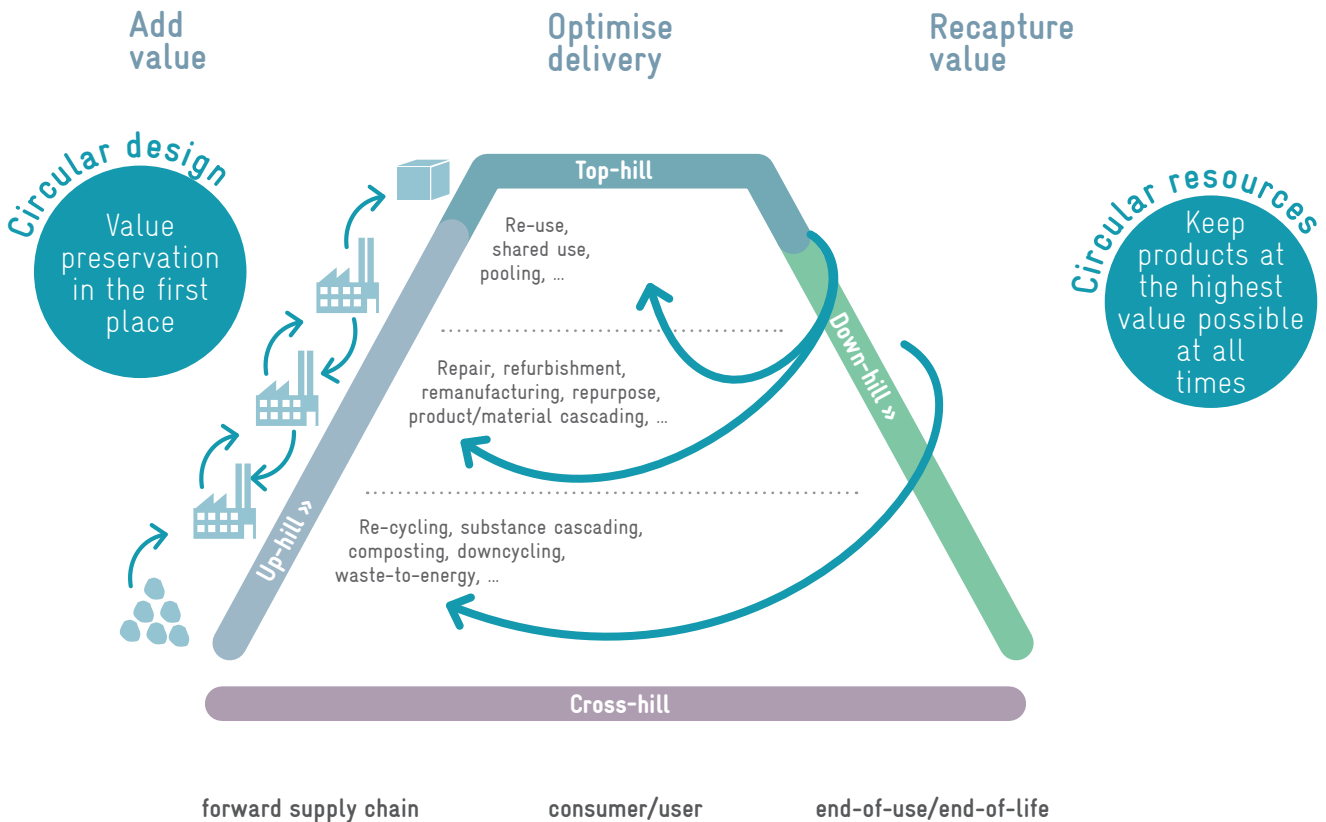 Add
value
Optimise
delivery
Recapture
value
Circular design
Value
preservation
in the first
place
Top-hill
Re-use,
shared use,
pooling, ...
Circular resources
Keep
products at
the highest
value possible
at all
times
Down-hill »
Repair, refurbishment,
remanufacturing, repurpose,
product/material cascading, ...
Up-hill »
Re-cycling, substance cascading,
composting, downcycling,
waste-to-energy, ...
Cross-hill
forward supply chain
consumer/user
end-of-use/end-of-life